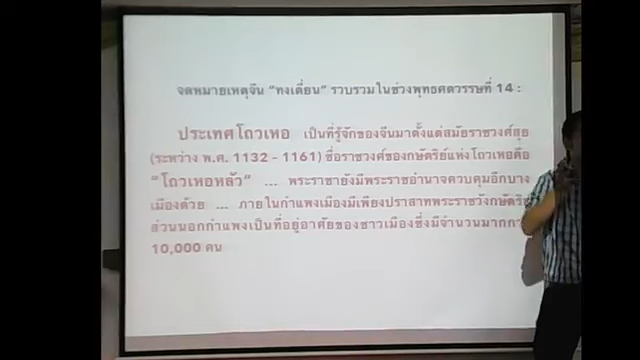 จดหมายเหตุจีน “ทงเตี่ยน” รวบรวมในช่วงพุทธศตวรรษที่ 14 :
ประเทศโถวเหอ เป็นที่รู้จักของจีนมาตั้งแต่สมัยราชวงศ์สุย
(ระหว่าง พ.ศ. 1132 - 1161) ชื่อราชวงศ์ของกษัตริย์แห่งโถวเหอคือ
“โถวเหอหลัว” ... พระราชายังมีพระราชอำนาจควบคุมอีกบาง
เมืองด้วย ... ภายในกำแพงเมืองมีเพียงปราสาทพระราชวังกษัตริย์
ส่วนนอกกำแพงเป็นที่อยู่อาศัยของชาวเมืองซึ่งมีจำนวน
10,000 คน